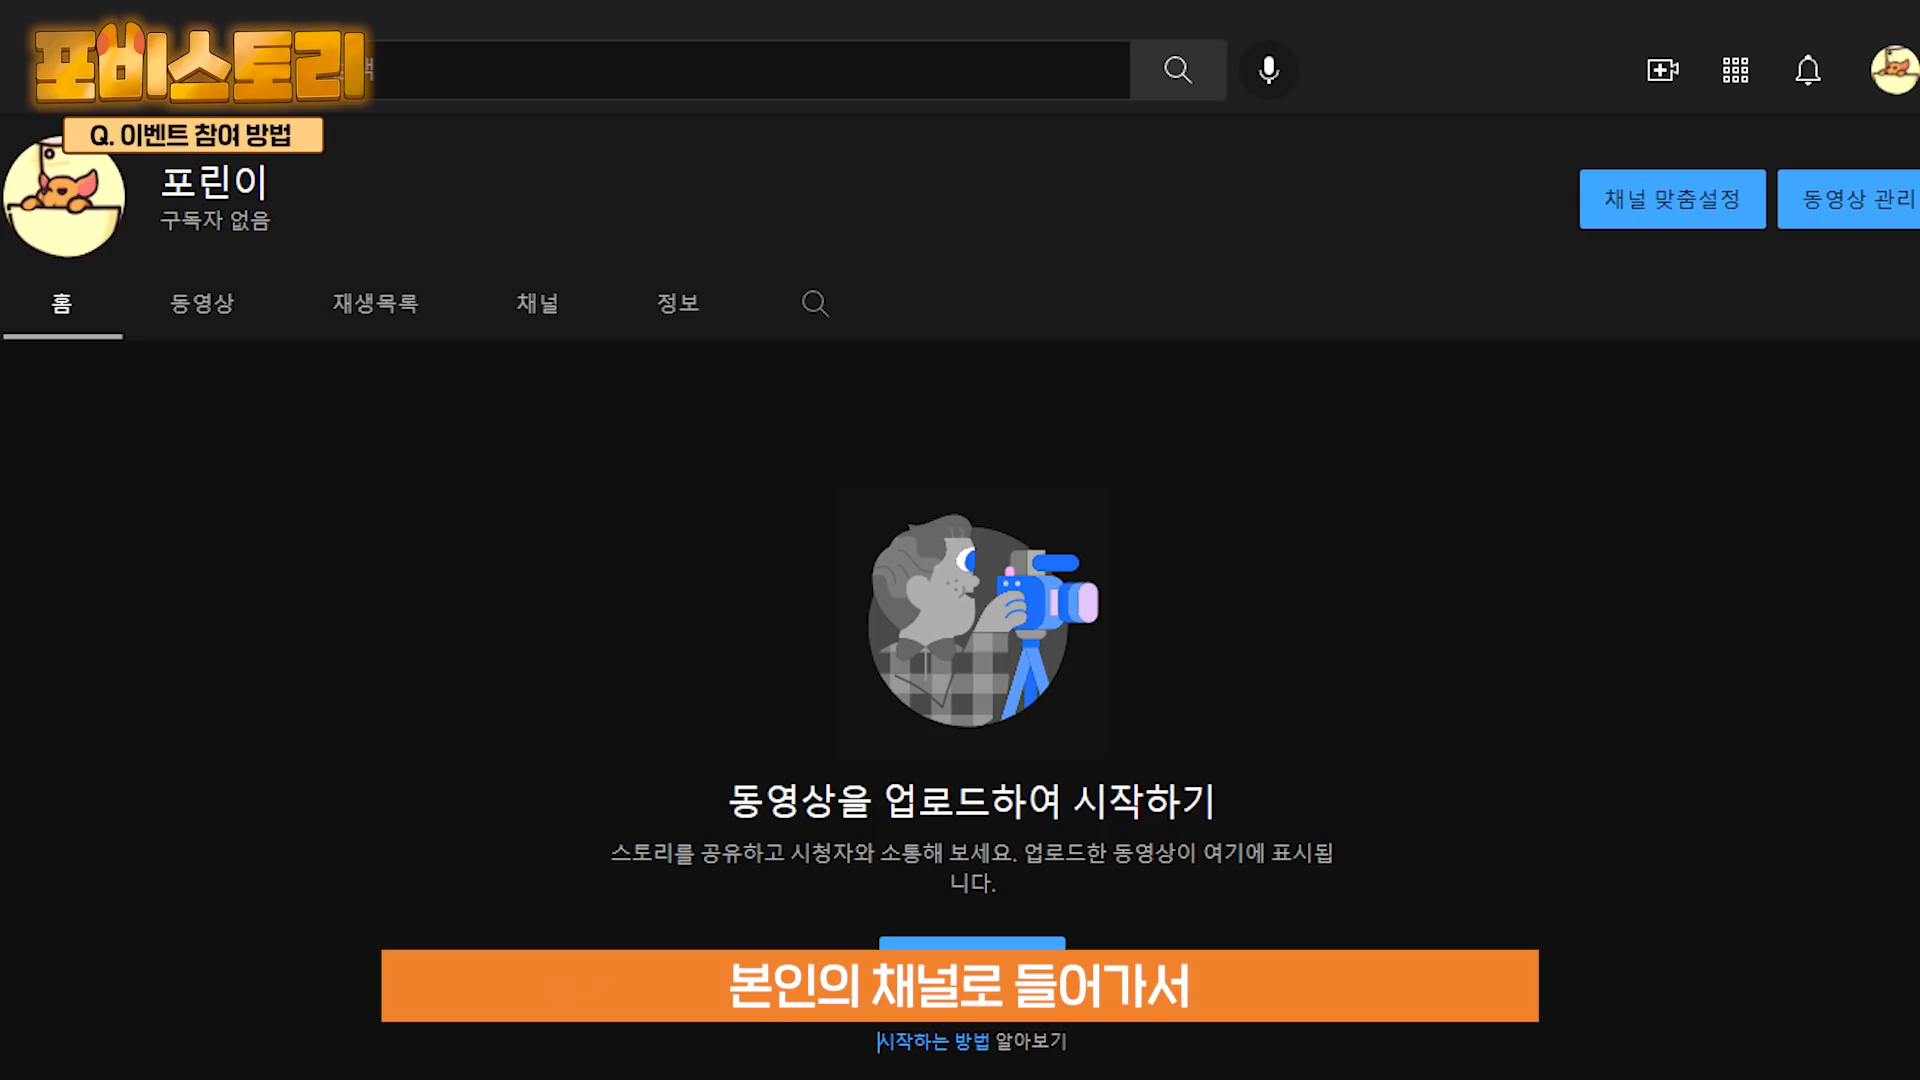 포비스토리
Q. 이벤트 참여 방법
포린이
구독자 없음
채널 맞춤설정
동영상 관리
홈
동영상
재생목록
채널
정보
동영상을 업로드하여 시작하기
스토리를 공유하고 시청자와 소통해 보세요. 업로드한 동영상이 여기에 표시됩
니다.
본인의 채널로 들어가서
시작하는 방법 알아보기